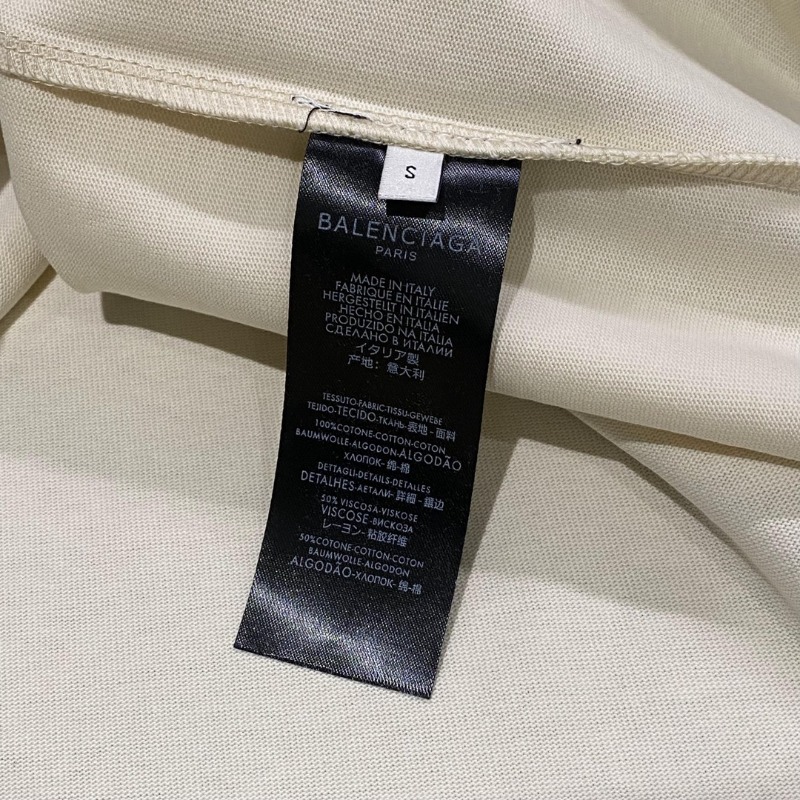 S
BALENCIAGA
PARIS
MADE IN ITALY
FABRIQUE EN ITALIE
HERGESTELLT IN ITALIEN
HECHO EN ITALIA
PRODUZIDO NA ITALIA
СДЕЛАНО В ИТАЛИИ
イタリア製
产地：意大利
TESSUTO-FABRIC-TISSU-GEWEBE
TEJIDO-TECIDO-ТКАНЬ-表地-面料
100%COTONE-COTTON-COTON
BAUMWOLLE-ALGODON-ALGODÃO
ХЛОПОК-綿-棉
DETTAGLI-DETAILS-DETALLES
DETALHES-ДЕТАЛИ-詳細-鑲边
50% VISCOSA-VISKOSE
VISCOSE-ВИСКОЗА
レーヨン-粘胶纤维
50%COTONE-COTTON-COTON
BAUMWOLLE-ALGODON
ALGODÃO-ХЛОПОК-綿-棉